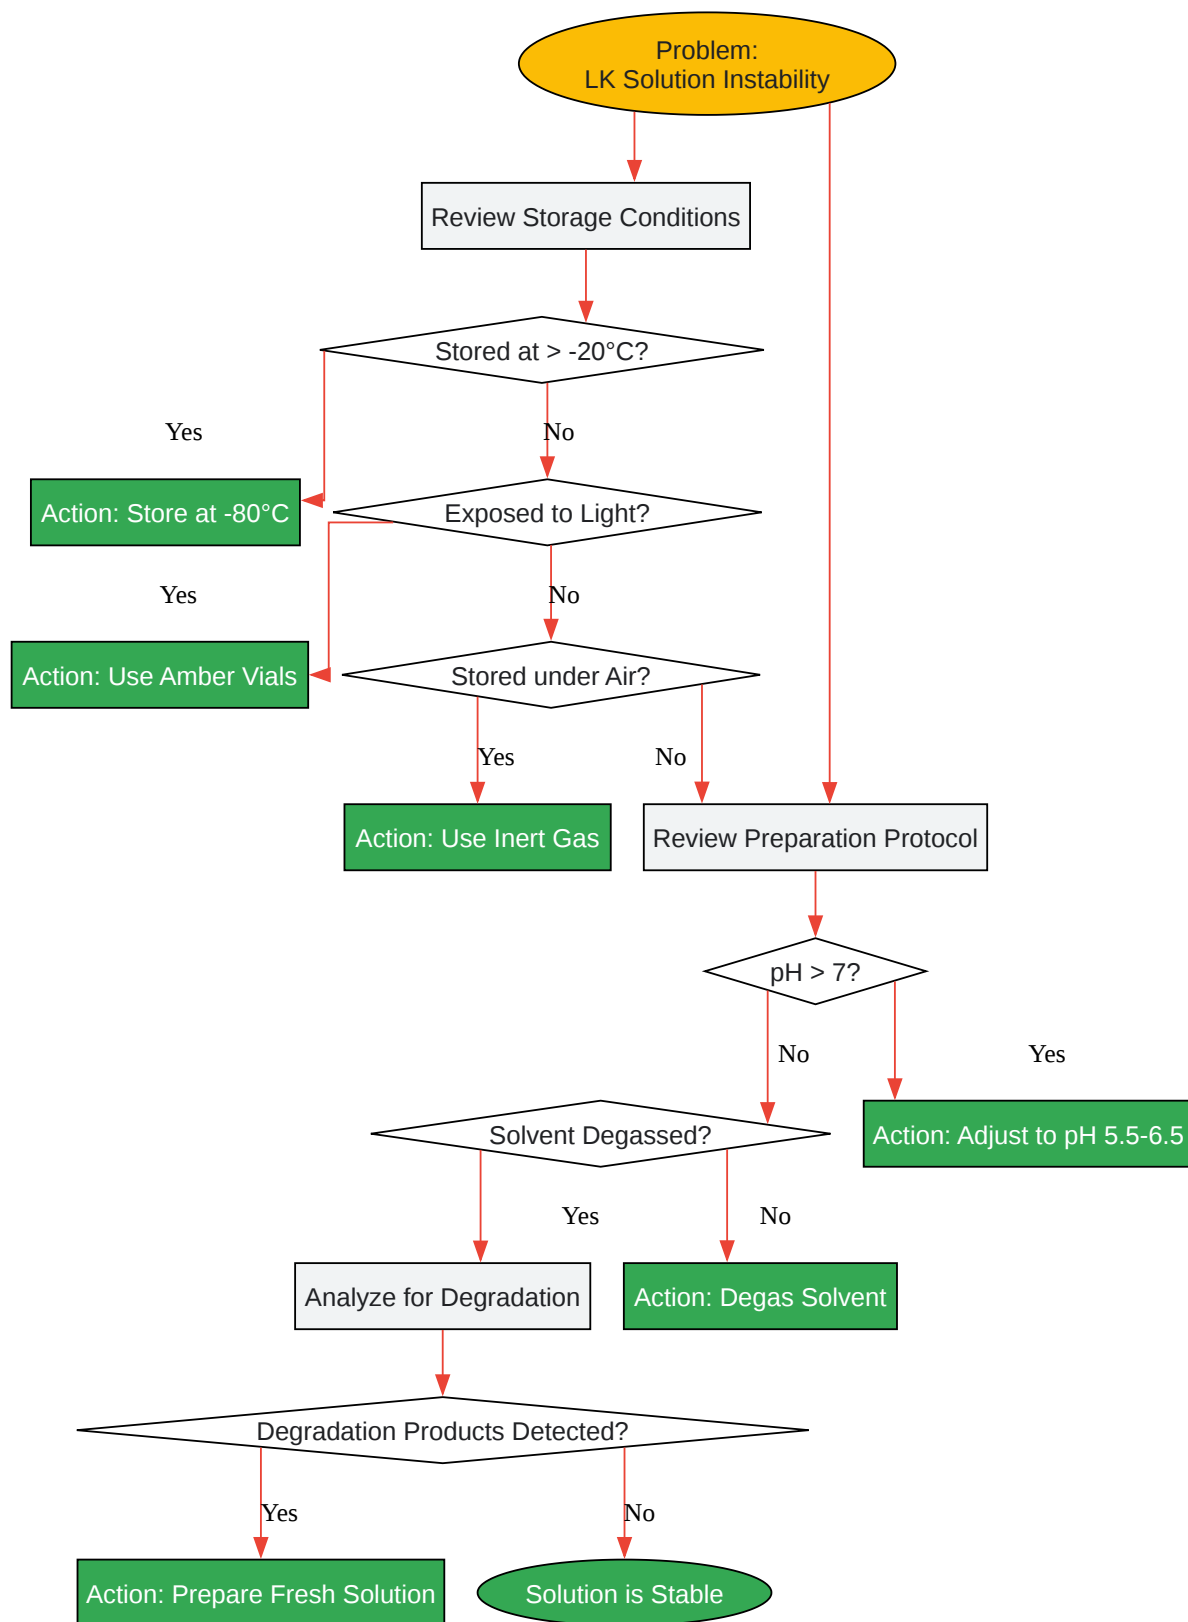 Problem:
LK Solution Instability
Review Storage Conditions
Stored at > -20°C?
Yes
No
Action: Store at -80°C
Exposed to Light?
Yes
No
Action: Use Amber Vials
Stored under Air?
Yes
No
Action: Use Inert Gas
Review Preparation Protocol
pH > 7?
No
Yes
Solvent Degassed?
Action: Adjust to pH 5.5-6.5
Yes
No
Analyze for Degradation
Action: Degas Solvent
Degradation Products Detected?
Yes
No
Action: Prepare Fresh Solution
Solution is Stable